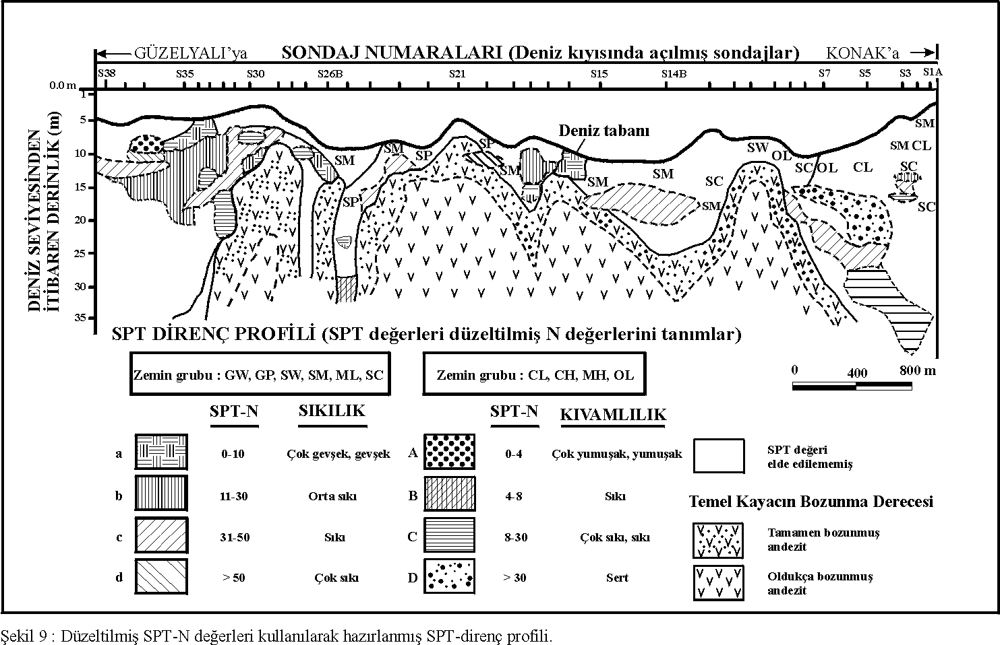 GÜZELYALI’ya SONDAJ NUMARALARI (Deniz kıyısında açılmış sondajlar) KONAK’a
S38 S35 S30 S26B S21 S15 S14B S7 S5 S3 S1A
0.0 m
1
5
10
15
20
25
30
35
DENİZ SEVİYESİNDEN
İTİBAREN DERİNLİK (m)
Deniz tabanı
SM
SP
SM
SP
SP
SM
SM
SM
SC
SM
SW
OL
SC
OL
CL
SM
SM CL
SC
SC
SPT DİRENÇ PROFİLİ (SPT değerleri düzeltilmiş N değerlerini tanımlar)
Zemin grubu : GW, GP, SW, SM, ML, SC
Zemin grubu : CL, CH, MH, OL
0 400 800 m
SPT-N SIKILIK
a 0-10 Çok gevşek, gevşek
b 11-30 Orta sıkı
c 31-50 Sıkı
d > 50 Çok sıkı
SPT-N KIVAMLILIK
A 0-4 Çok yumuşak, yumuşak
B 4-8 Sıkı
C 8-30 Çok sıkı, sıkı
D > 30 Sert
SPT değeri
elde edilememiş
Temel Kayacın Bozunma Derecesi
Tamamen bozunmuş
andezit
Oldukça bozunmuş
andezit
Şekil 9 : Düzeltilmiş SPT-N değerleri kullanılarak hazırlanmış SPT-direnç profili.